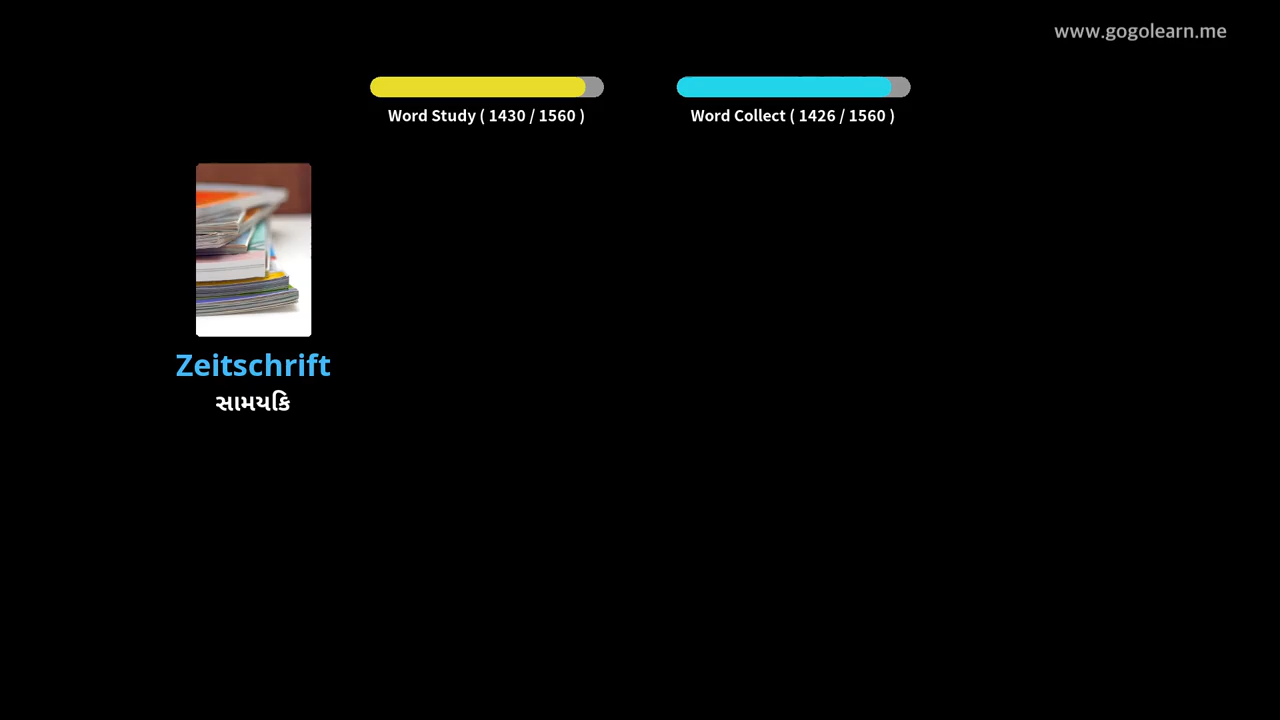 www.gogolearn.me
Word Study ( 1430 / 1560 )
Word Collect ( 1426 / 1560 )
Zeitschrift
સામયકિ